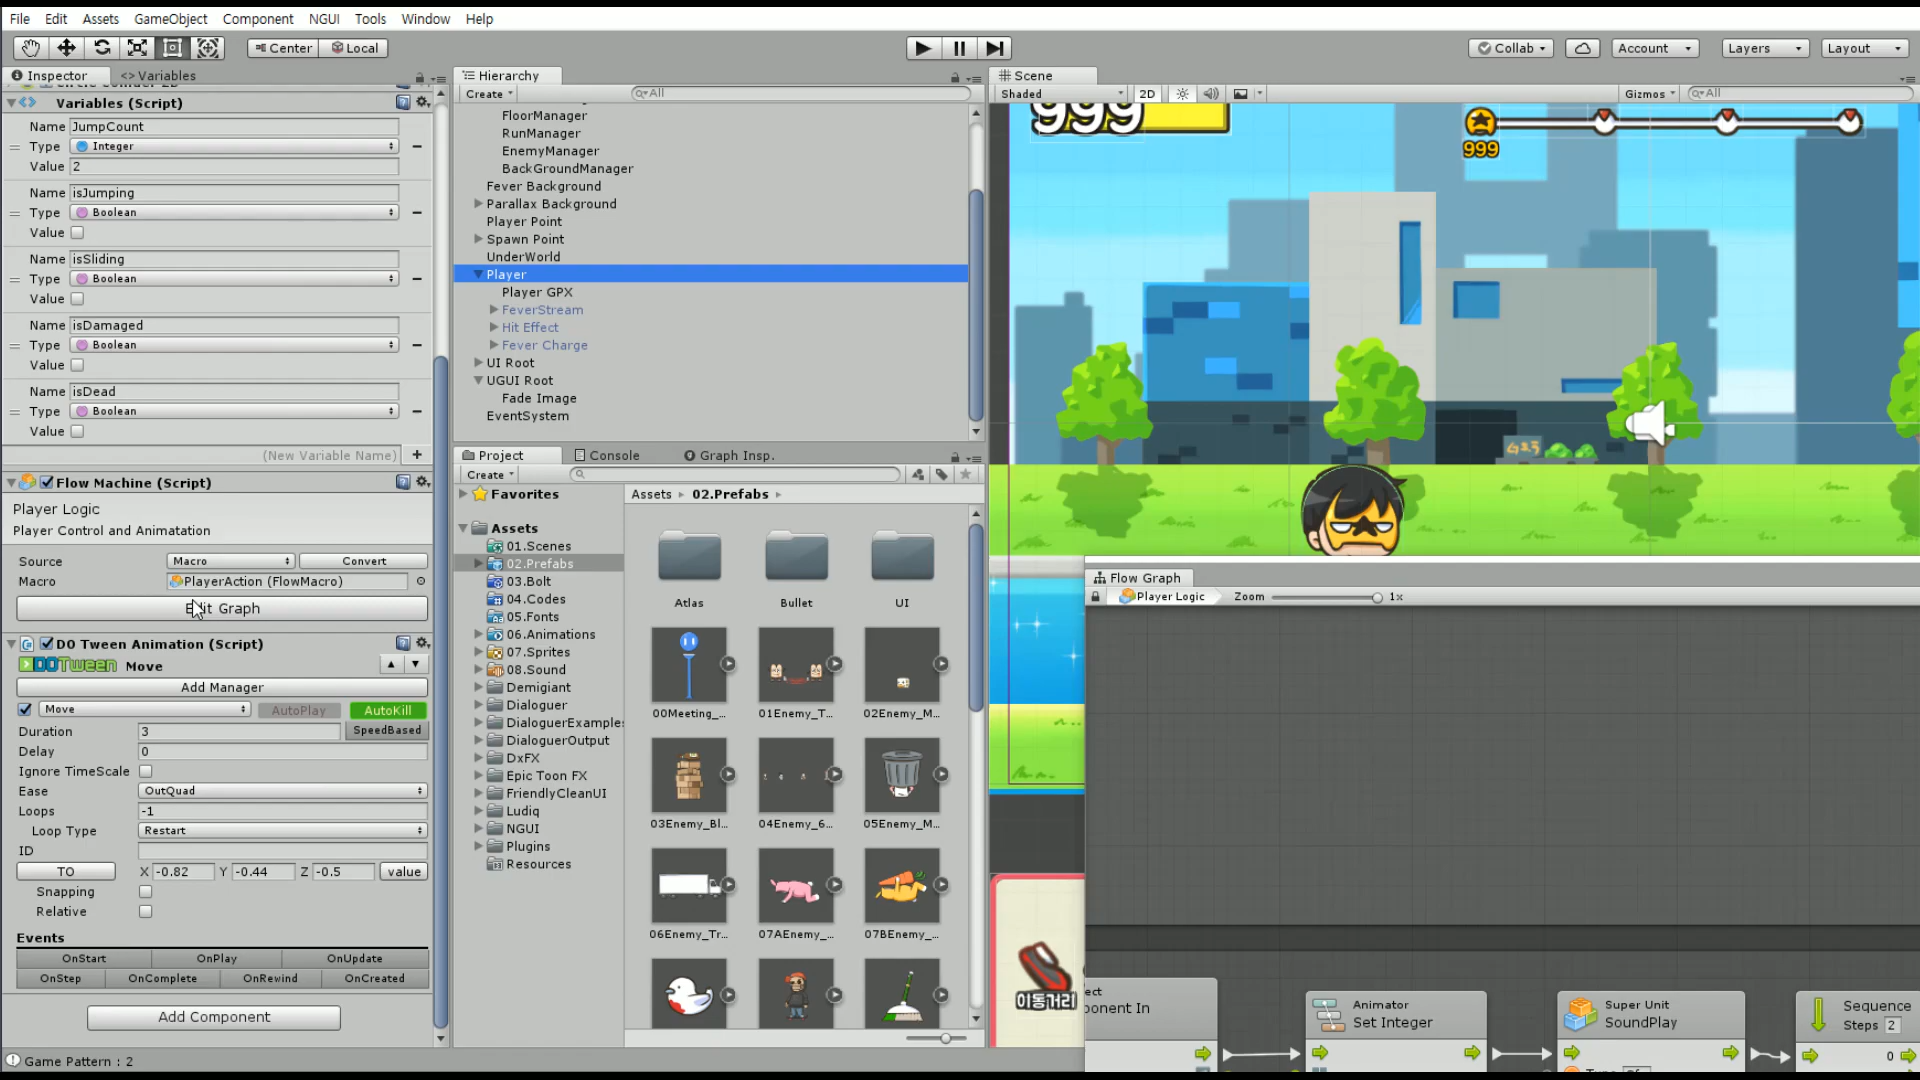 File Edit Assets GameObject Component NGUI Tools Window Help
Center Local
Collab Account Layers Layout
Inspector <> Variables
Variables (Script)
Name JumpCount
Type Integer
Value 2
Name isJumping
Type Boolean
Value
Name isSliding
Type Boolean
Value
Name isDamaged
Type Boolean
Value
Name isDead
Type Boolean
Value
(New Variable Name)
Flow Machine (Script)
Player Logic
Player Control and Animatation
Source Macro Convert
Macro PlayerAction (FlowMacro)
Edit Graph
DO Tween Animation (Script)
DOTween Move
Add Manager
Move AutoPlay AutoKill
Duration 3 SpeedBased
Delay 0
Ignore TimeScale
Ease OutQuad
Loops -1
Loop Type Restart
ID
TO X -0.82 Y -0.44 Z -0.5 value
Snapping
Relative
Events
OnStart OnPlay OnUpdate
OnStep OnComplete OnRewind OnCreated
Add Component
Game Pattern : 2
Hierarchy
Create All
FloorManager
RunManager
EnemyManager
BackGroundManager
Fever Background
Parallax Background
Player Point
Spawn Point
UnderWorld
Player
Player GPX
FeverStream
Hit Effect
Fever Charge
UI Root
UGUI Root
Fade Image
EventSystem
Project Console Graph Insp.
Create
Favorites
Assets
01.Scenes
02.Prefabs
03.Bolt
04.Codes
05.Fonts
06.Animations
07.Sprites
08.Sound
Demigiant
Dialoguer
DialoguerExamples
DialoguerOutput
DxFX
Epic Toon FX
FriendlyCleanUI
Ludiq
NGUI
Plugins
Resources
Assets 02.Prefabs
Atlas Bullet UI
00Meeting_... 01Enemy_T... 02Enemy_M...
03Enemy_Bl... 04Enemy_6... 05Enemy_M...
06Enemy_Tr... 07AEnemy_... 07BEnemy_...
Scene
Shaded 2D Gizmos All
999
999
이동거리
Flow Graph
Player Logic Zoom 1x
ect
ponent In
Animator
Set Integer
Super Unit
SoundPlay
Sequence
Steps 2
0